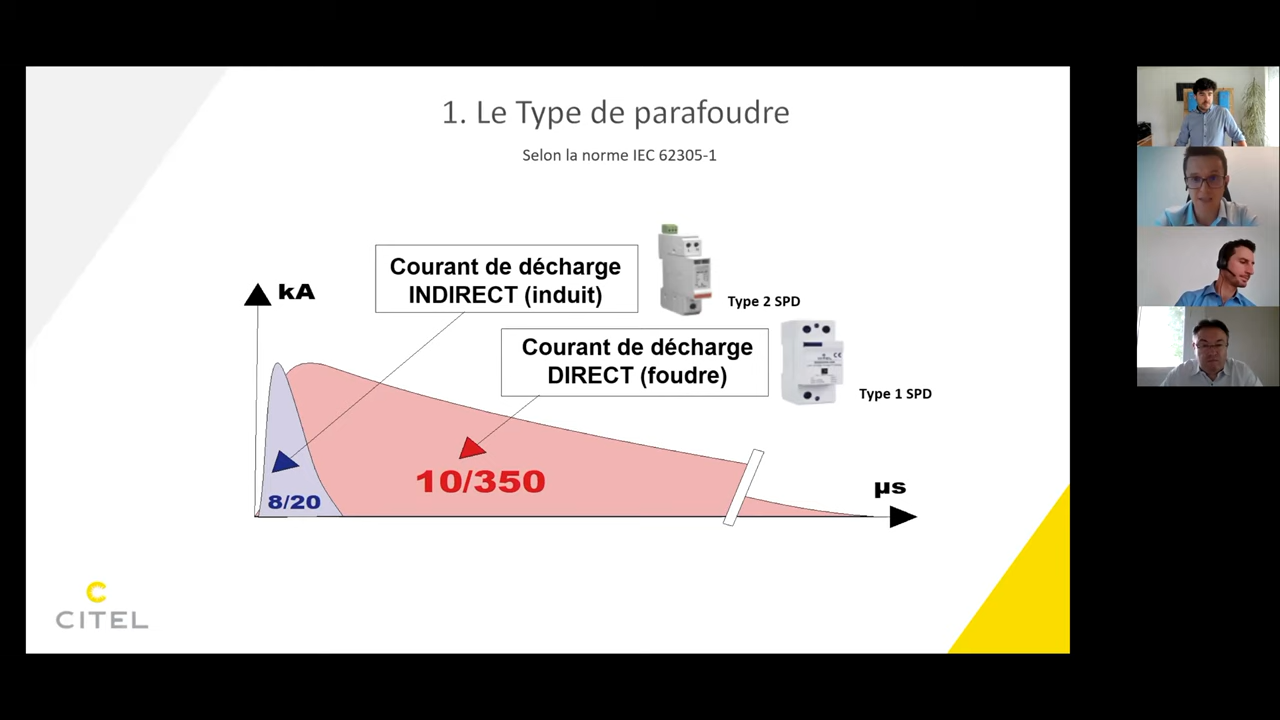 1. Le Type de parafoudre
Selon la norme IEC 62305-1
Courant de décharge
INDIRECT (induit)
Type 2 SPD
kA
Courant de décharge
DIRECT (foudre)
CITEL
Type 1 SPD
10/350
8/20
µs
C
CITEL